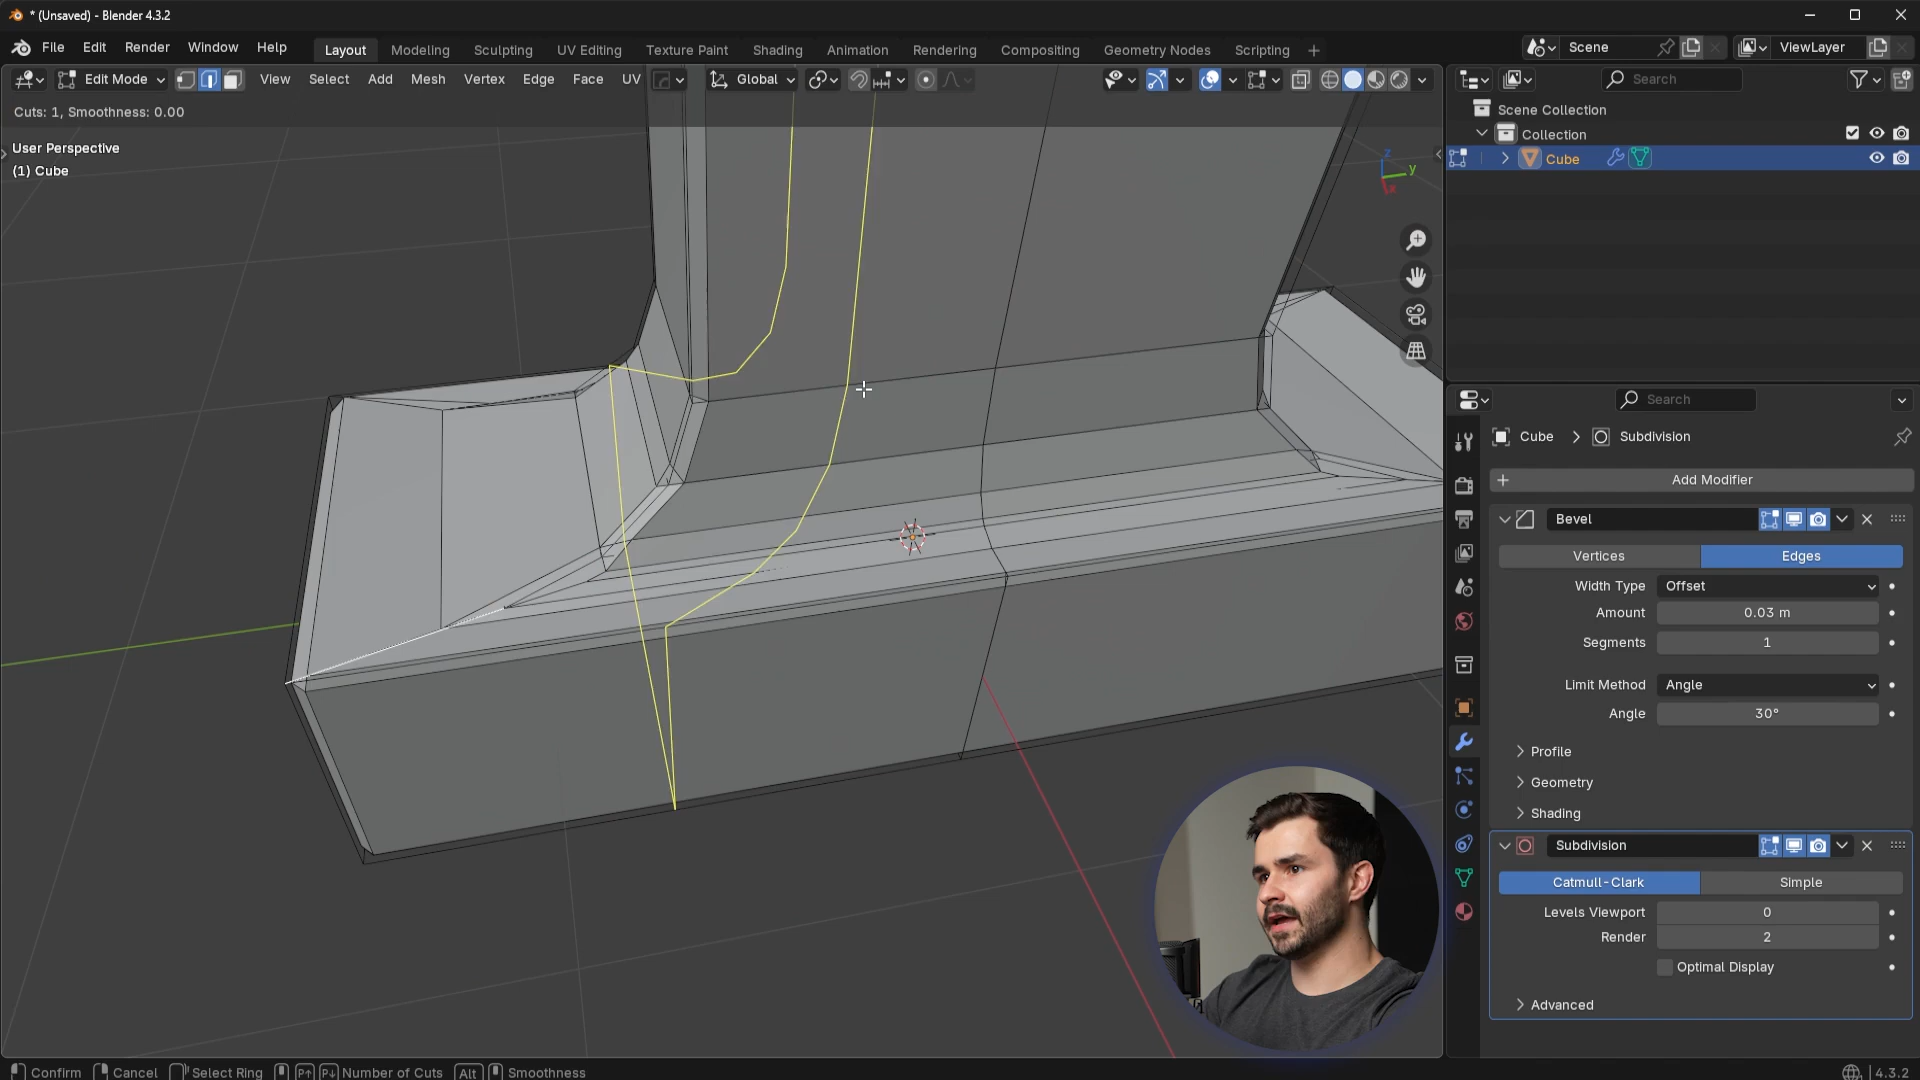 * (Unsaved) - Blender 4.3.2
File Edit Render Window Help Layout Modeling Sculpting UV Editing Texture Paint Shading Animation Rendering Compositing Geometry Nodes Scripting + Scene ViewLayer
Edit Mode View Select Add Mesh Vertex Edge Face UV Global Search
Cuts: 1, Smoothness: 0.00
Scene Collection
Collection
User Perspective
(1) Cube
Cube
z
y
x
Search
Cube > Subdivision
+ Add Modifier
Bevel
Vertices Edges
Width Type Offset
Amount 0.03 m
Segments 1
Limit Method Angle
Angle 30°
Profile
Geometry
Shading
Subdivision
Catmull-Clark Simple
Levels Viewport 0
Render 2
Optimal Display
Advanced
Confirm Cancel Select Ring P↑ P↓ Number of Cuts Alt Smoothness 4.3.2